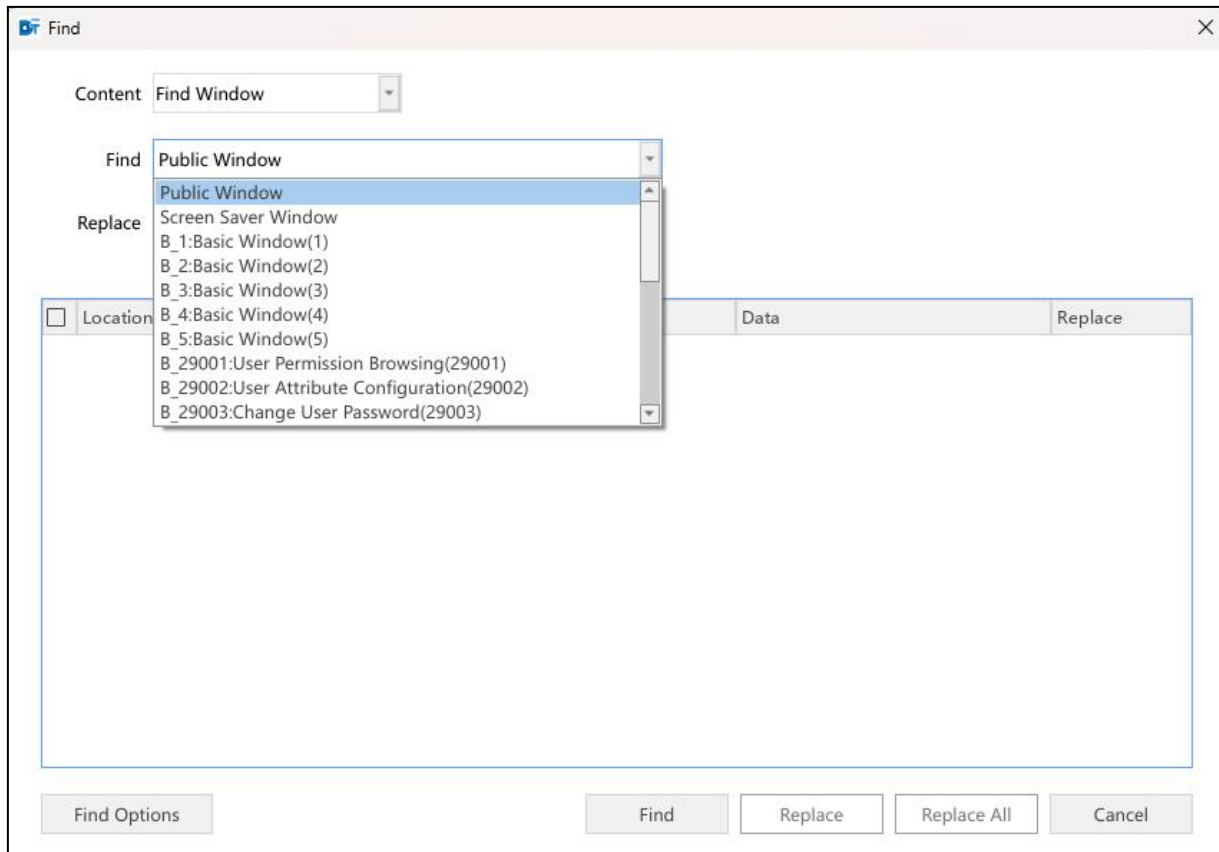 DT Find
Content Find Window
Find Public Window
Public Window
Screen Saver Window
Replace
B_1:Basic Window(1)
B_2:Basic Window(2)
B_3:Basic Window(3)
B_4:Basic Window(4)
B_5:Basic Window(5)
B_29001:User Permission Browsing(29001)
B_29002:User Attribute Configuration(29002)
B_29003:Change User Password(29003)
Location Data Replace
Find Options Find Replace Replace All Cancel